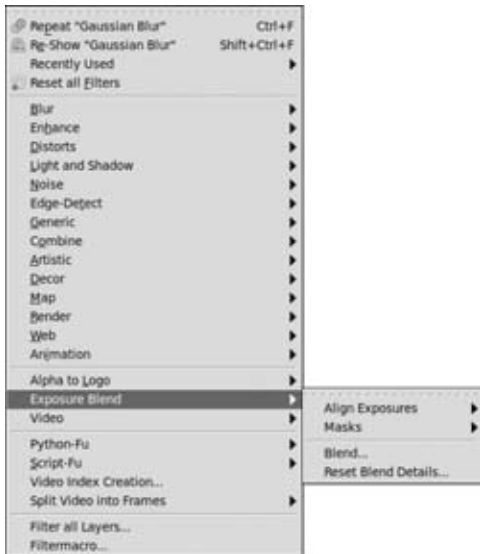 Repeat "Gaussian Blur" Ctrl+F
Re-Show "Gaussian Blur" Shift+Ctrl+F
Recently Used
Reset all Filters
Blur
Enhance
Distorts
Light and Shadow
Noise
Edge-Detect
Generic
Combine
Artistic
Decor
Map
Render
Web
Animation
Alpha to Logo
Exposure Blend
Align Exposures
Masks
Blend...
Reset Blend Details...
Video
Python-Fu
Script-Fu
Video Index Creation...
Split Video into Frames
Filter all Layers...
Filtermacro...